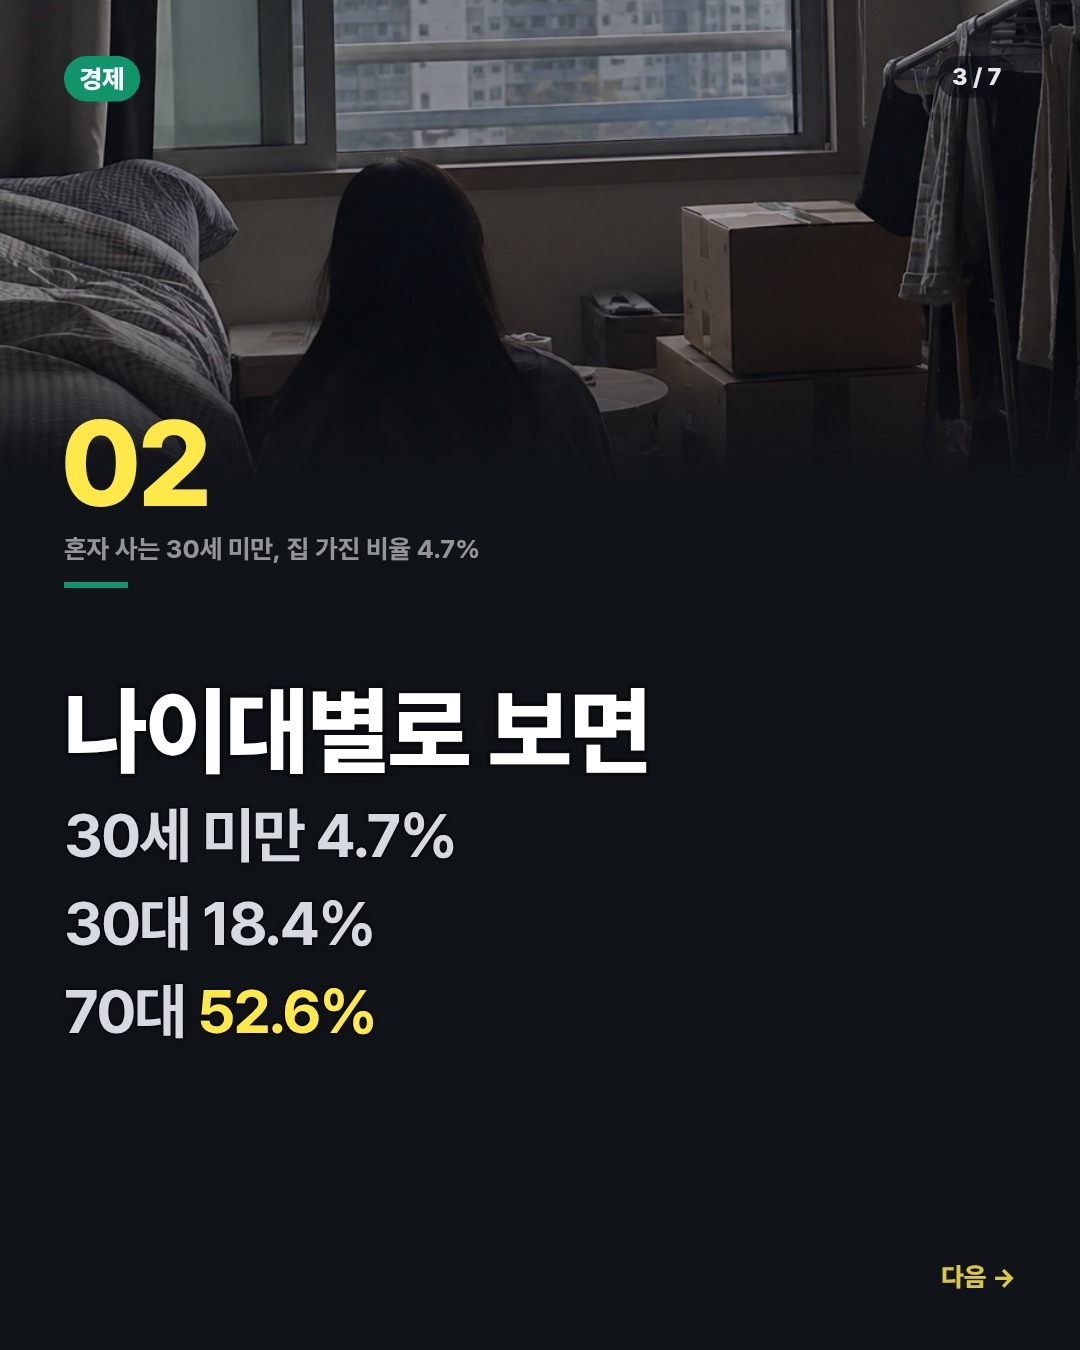 경제
3 / 7
02
혼자 사는 30세 미만, 집 가진 비율 4.7%
나이대별로 보면
30세 미만 4.7%
30대 18.4%
70대 52.6%
다음 →